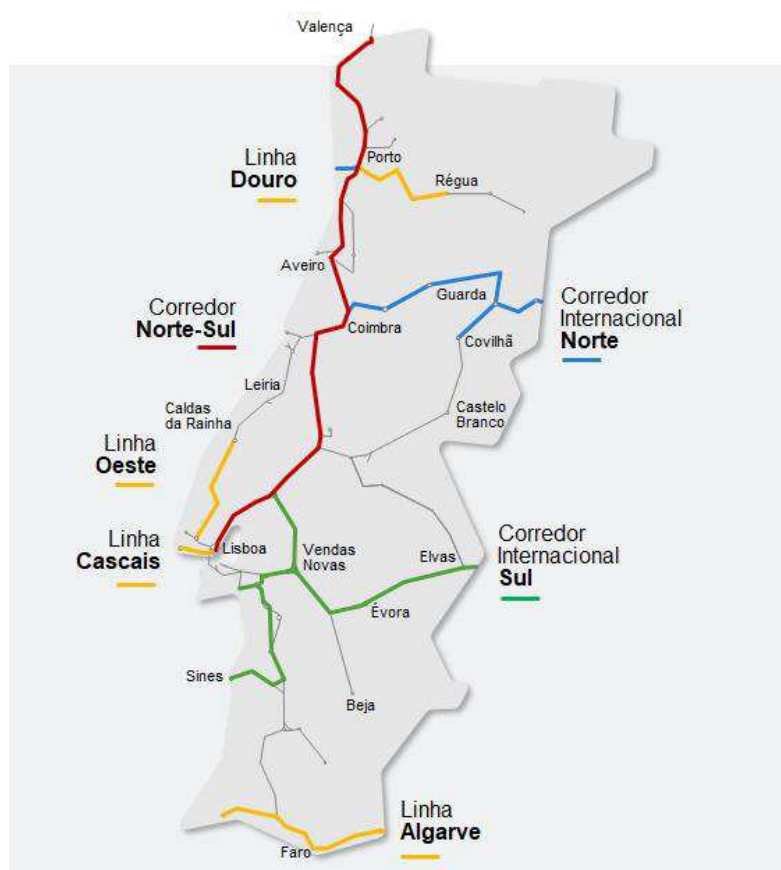 Valença
Linha
Douro
Porto
Régua
Aveiro
Guarda
Corredor
Internacional
Norte
Corredor
Norte-Sul
Coimbra
Covilhã
Leiria
Caldas
da Rainha
Castelo
Branco
Linha
Oeste
Linha
Cascais
Lisboa
Vendas
Novas
Elvas
Corredor
Internacional
Sul
Évora
Sines
Beja
Linha
Algarve
Faro